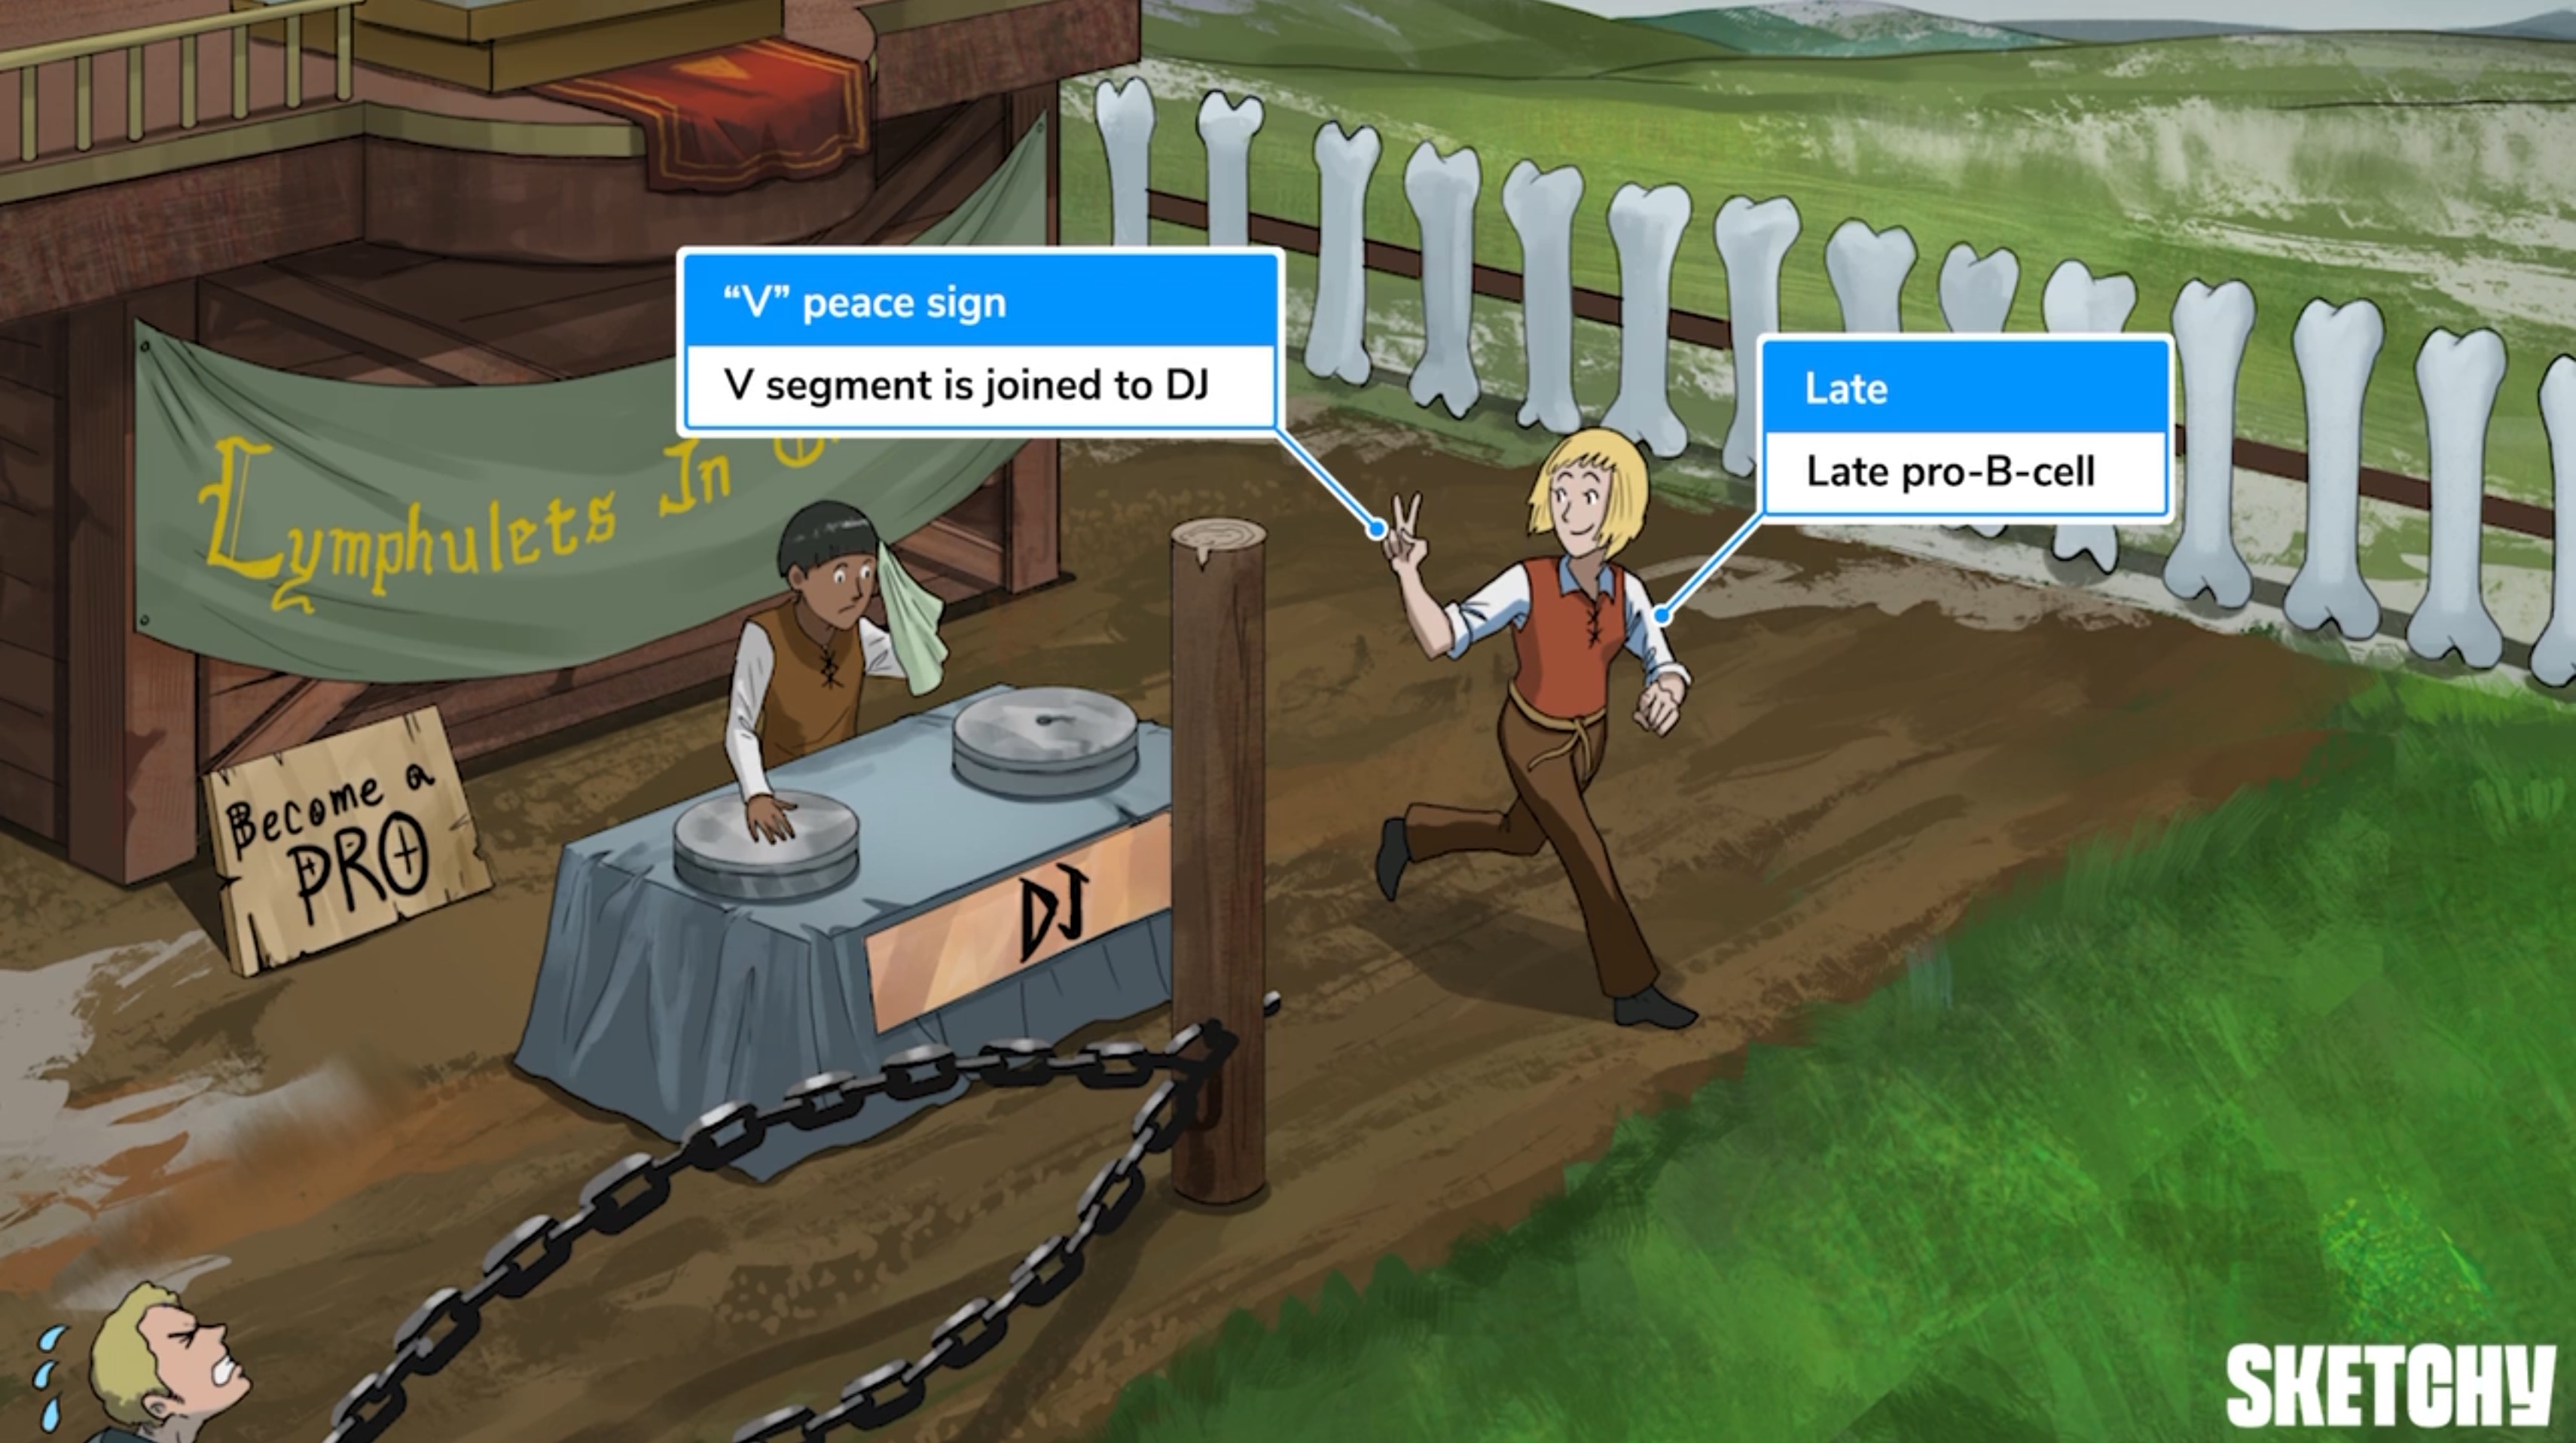 “V” peace sign
V segment is joined to DJ
Late
Late pro-B-cell
Lymphulets In
Become a
PRO
DJ
SKETCHY